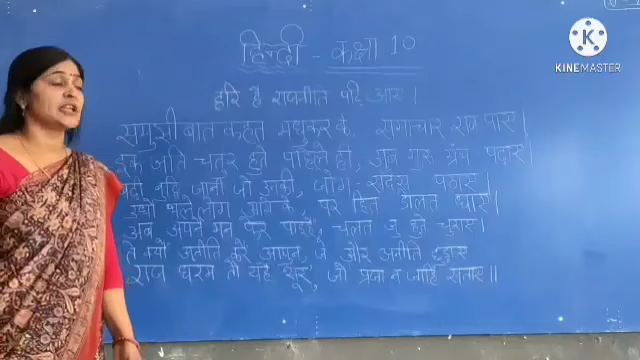 KINEMASTER
हिन्दी - कक्षा 10
हरि हैं राजनीति पढ़ि आए।
समुझी बात कहत मधुकर के, समाचार सब पाए।
इक अति चतुर हुते पहिलैं ही, अब गुरु ग्रंथ पढ़ाए।
बढ़ी बुद्धि जानी जो उनकी, जोग-सँदेस पठाए।
ऊधौ भले लोग आगे के, पर हित डोलत धाए।
अब अपने मन फेर पाइहैं, चलत जु हुते चुराए।
ते क्यौं अनीति करैं आपुन, जे और अनीति छुड़ाए
राज धरम तौ यहै सूर, जो प्रजा न जाहिं सताए॥